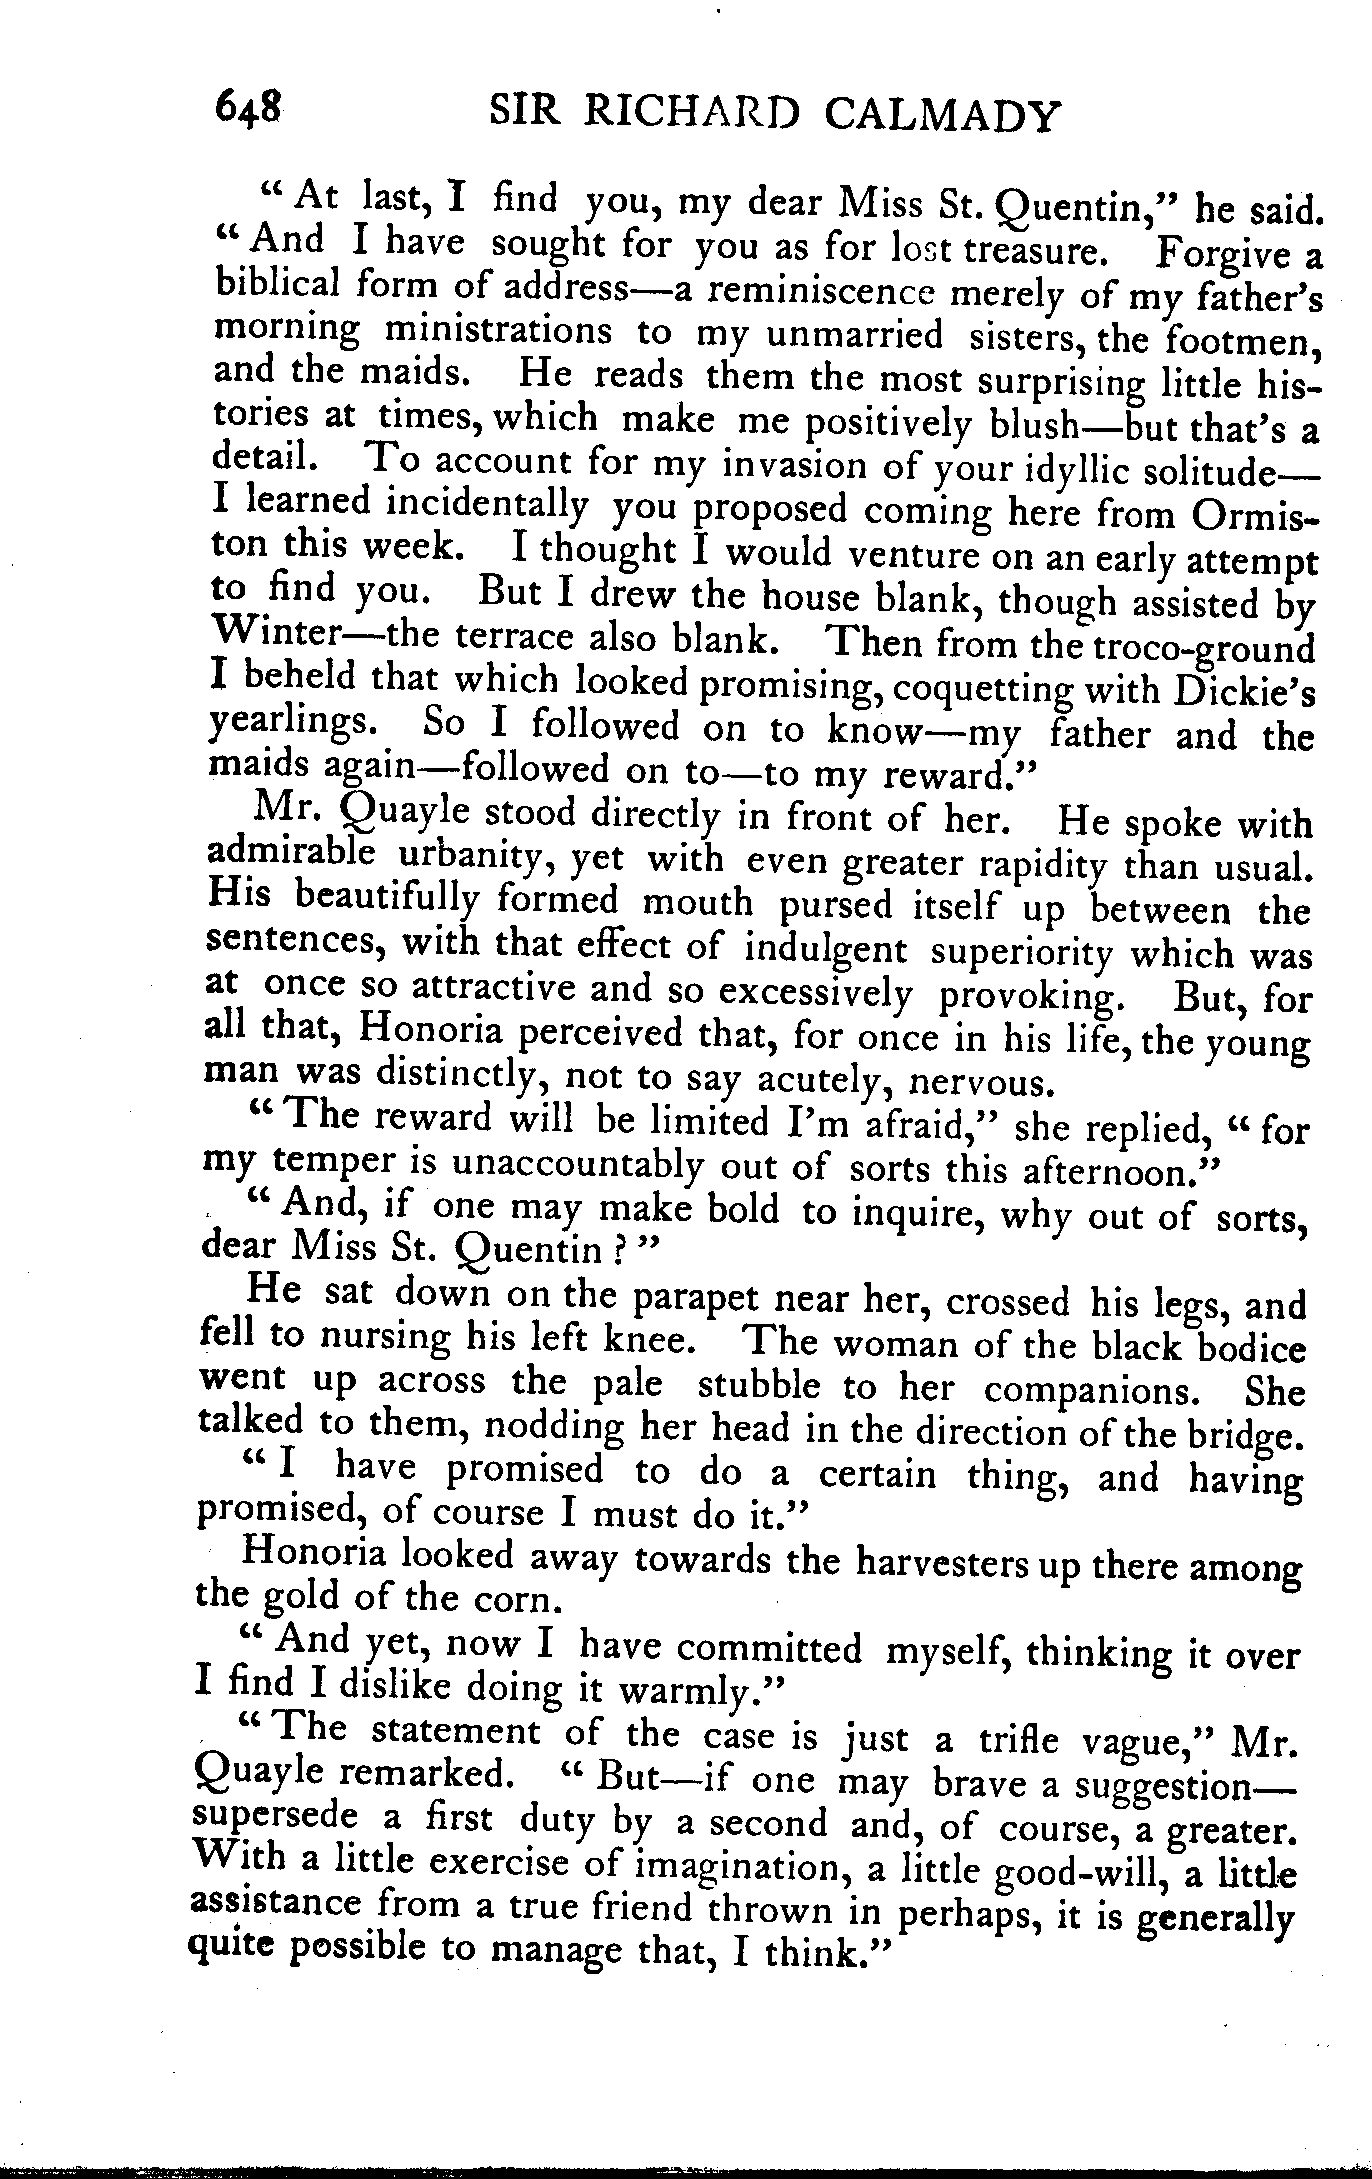 648 SIR RICHARD CALMADY
“ At last, I find you, my dear Miss St. Quentin,” he said.
“ And I have sought for you as for lost treasure. Forgive a
biblical form of address—a reminiscence merely of my father’s
morning ministrations to my unmarried sisters, the footmen,
and the maids. He reads them the most surprising little his-
tories at times, which make me positively blush—but that’s a
detail. To account for my invasion of your idyllic solitude—
I learned incidentally you proposed coming here from Ormis-
ton this week. I thought I would venture on an early attempt
to find you. But I drew the house blank, though assisted by
Winter—the terrace also blank. Then from the troco-ground
I beheld that which looked promising, coquetting with Dickie’s
yearlings. So I followed on to know—my father and the
maids again—followed on to—to my reward.”
Mr. Quayle stood directly in front of her. He spoke with
admirable urbanity, yet with even greater rapidity than usual.
His beautifully formed mouth pursed itself up between the
sentences, with that effect of indulgent superiority which was
at once so attractive and so excessively provoking. But, for
all that, Honoria perceived that, for once in his life, the young
man was distinctly, not to say acutely, nervous.
“ The reward will be limited I’m afraid,” she replied, “ for
my temper is unaccountably out of sorts this afternoon.”
“ And, if one may make bold to inquire, why out of sorts,
dear Miss St. Quentin ? ”
He sat down on the parapet near her, crossed his legs, and
fell to nursing his left knee. The woman of the black bodice
went up across the pale stubble to her companions. She
talked to them, nodding her head in the direction of the bridge.
“ I have promised to do a certain thing, and having
promised, of course I must do it.”
Honoria looked away towards the harvesters up there among
the gold of the corn.
“ And yet, now I have committed myself, thinking it over
I find I dislike doing it warmly.”
“ The statement of the case is just a trifle vague,” Mr.
Quayle remarked. “ But—if one may brave a suggestion—
supersede a first duty by a second and, of course, a greater.
With a little exercise of imagination, a little good-will, a little
assistance from a true friend thrown in perhaps, it is generally
quite possible to manage that, I think.”